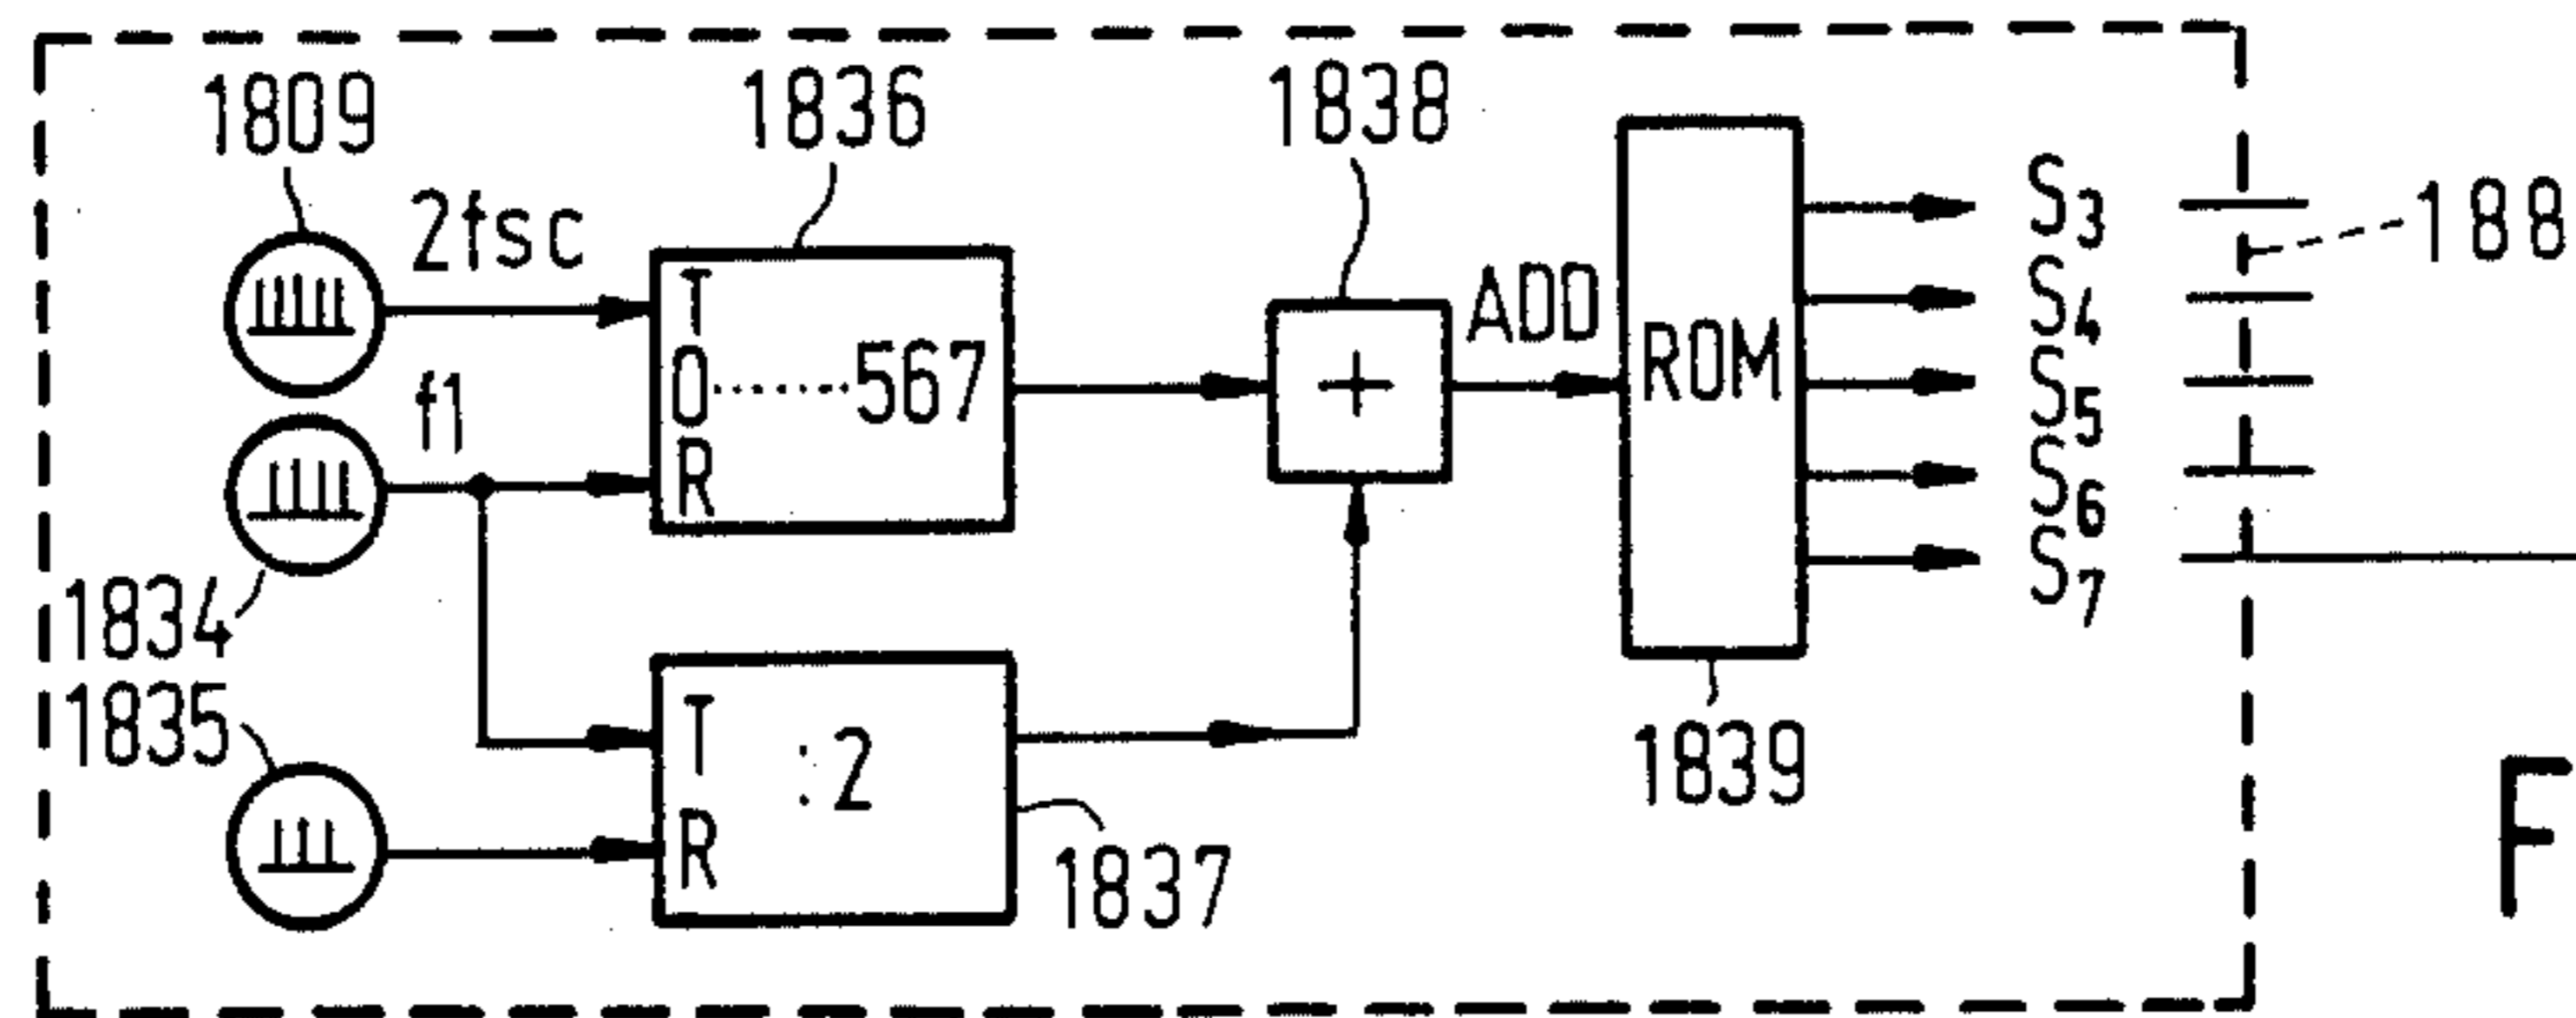 1809
1836
1838
2fsc
T
0.......567
R
f1
ADD
ROM
S3
S4
S5
S6
S7
188
1834
1835
T
:2
R
1837
1839
F